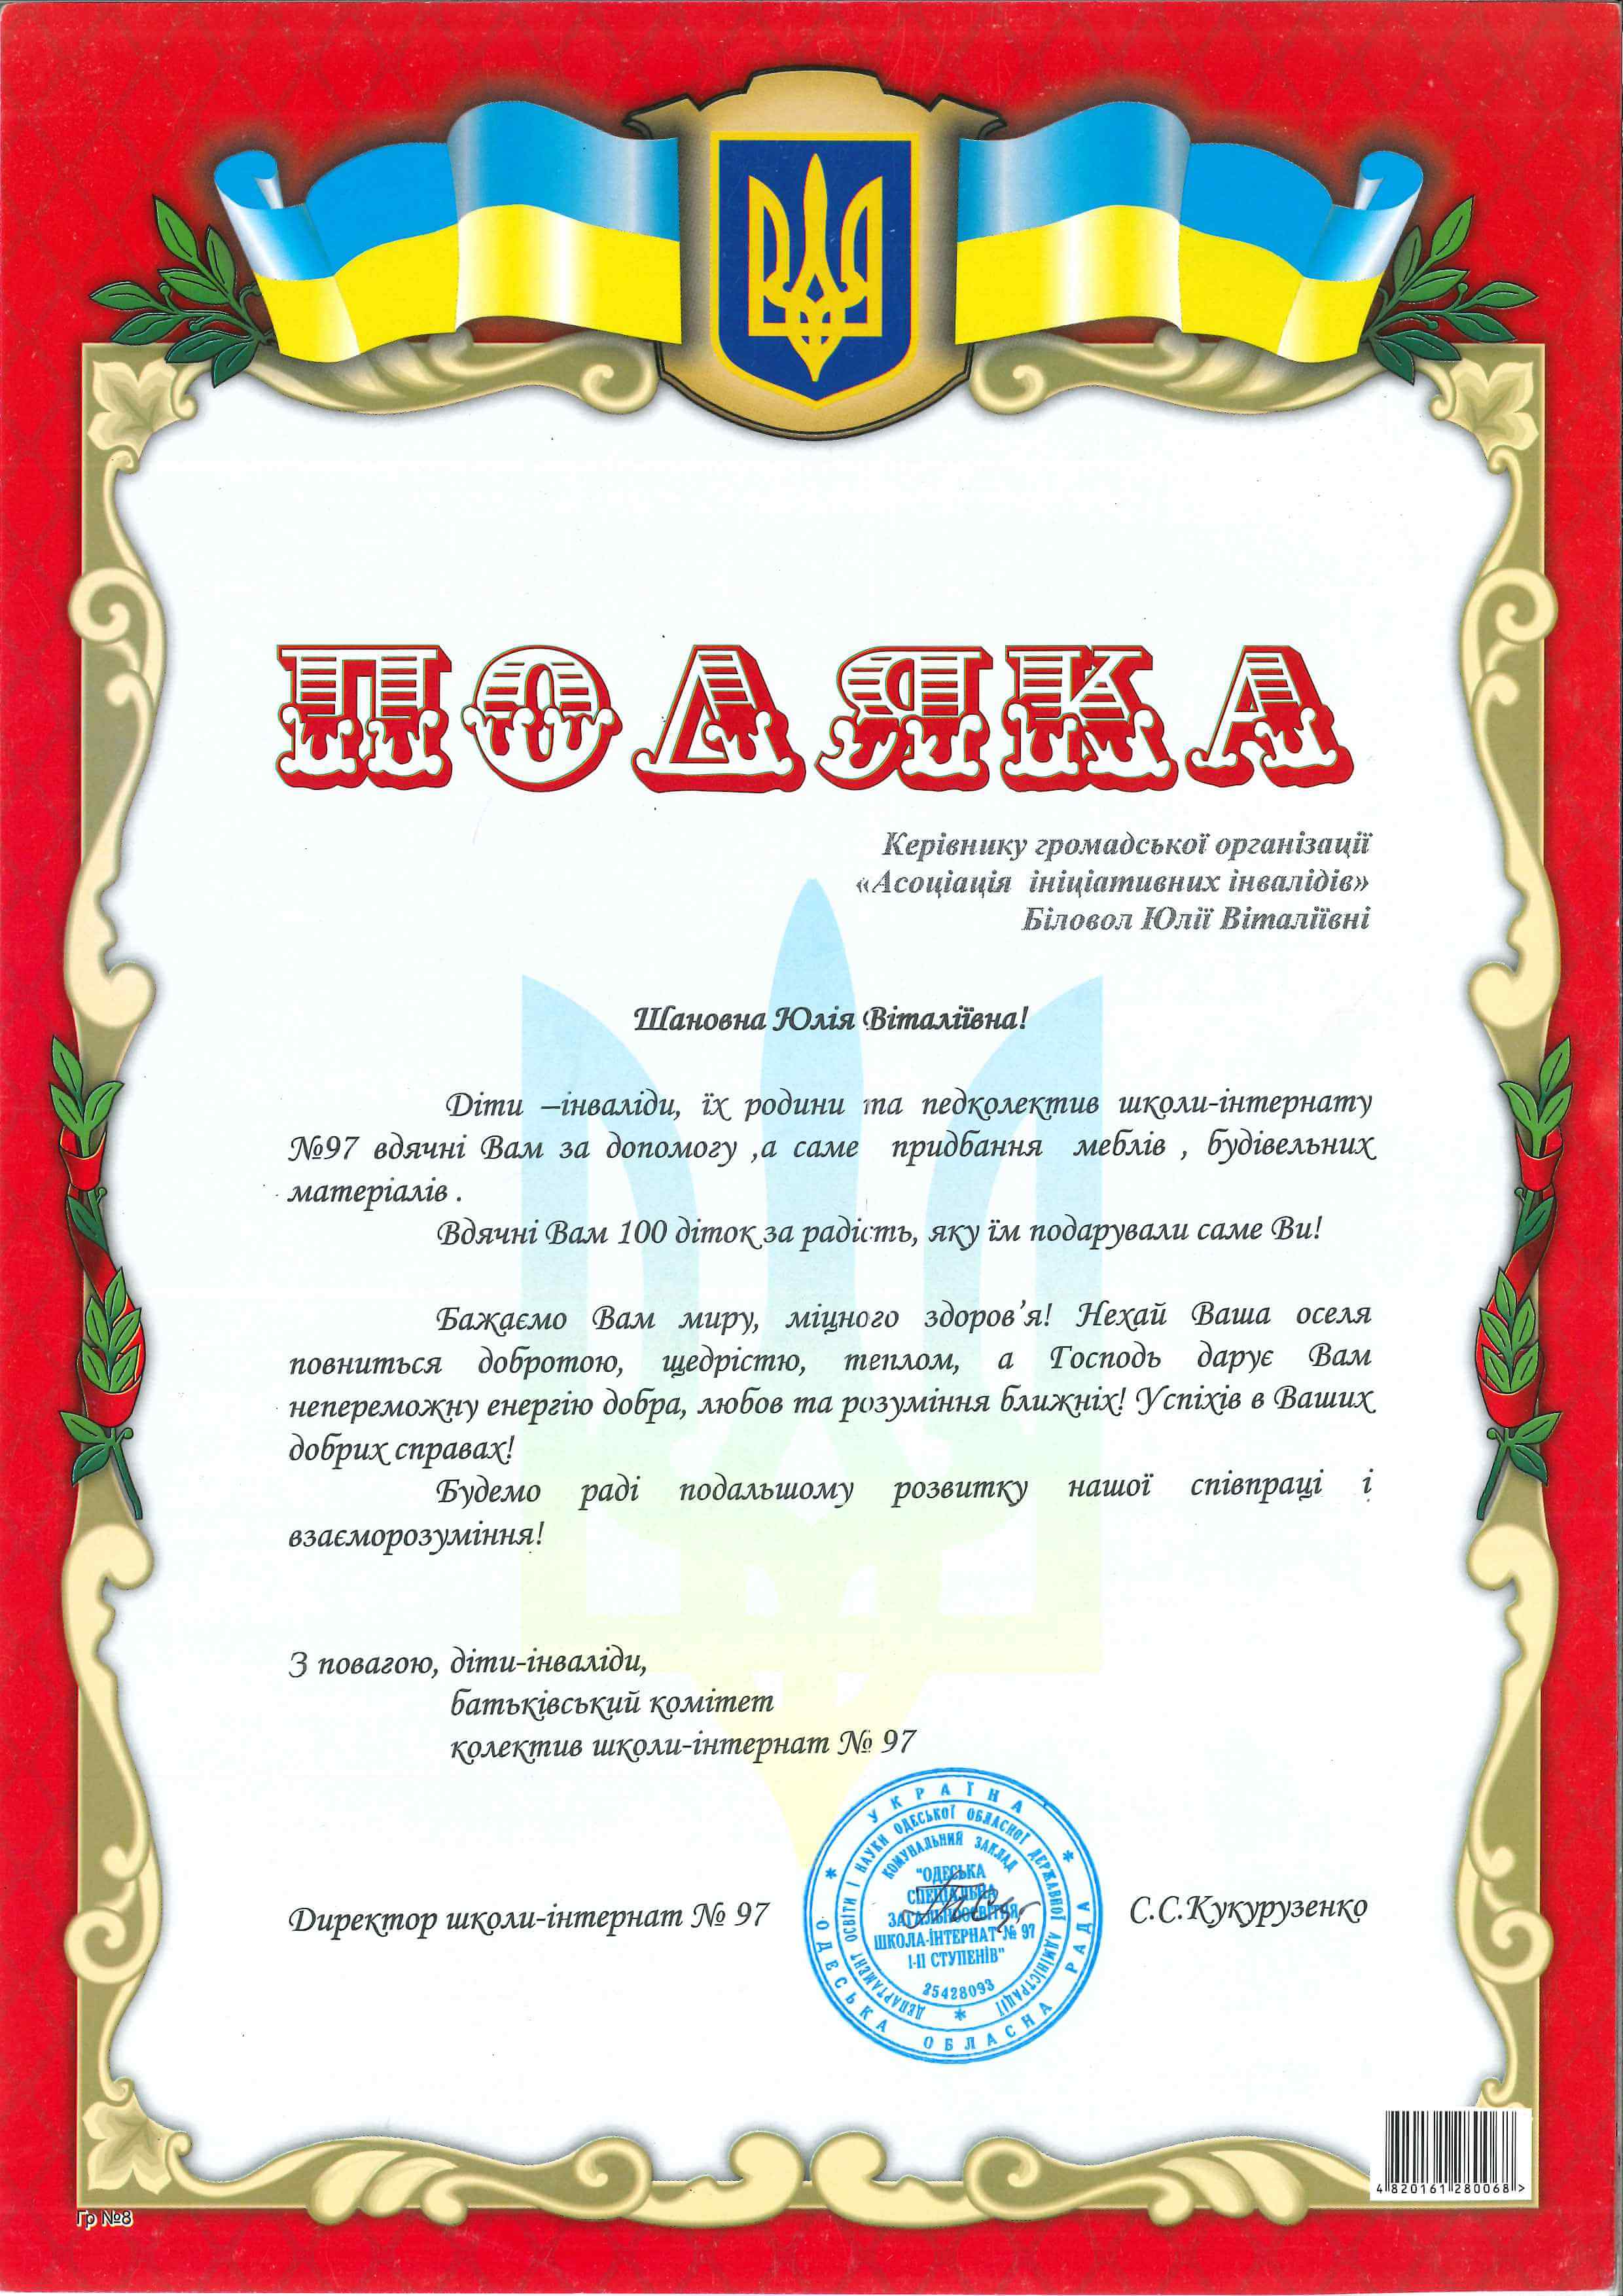 ПОДЯКА
Керівнику громадської організації
«Асоціація ініціативних інвалідів»
Біловол Юлії Віталіївні
Шановна Юлія Віталіївна!
Діти –інваліди, їх родини та педколектив школи-інтернату
№97 вдячні Вам за допомогу ,а саме придбання меблів , будівельних
матеріалів .
Вдячні Вам 100 діток за радість, яку їм подарували саме Ви!
Бажаємо Вам миру, міцного здоров’я! Нехай Ваша оселя
повниться добротою, щедрістю, теплом, а Господь дарує Вам
непереможну енергію добра, любов та розуміння ближніх! Успіхів в Ваших
добрих справах!
Будемо раді подальшому розвитку нашої співпраці і
взаєморозуміння!
З повагою, діти-інваліди,
батьківський комітет
колектив школи-інтернат № 97
Директор школи-інтернат № 97
С.С.Кукурузенко
* УКРАЇНА * ОДЕСЬКА ОБЛАСНА РАДА
ДЕПАРТАМЕНТ ОСВІТИ І НАУКИ ОДЕСЬКОЇ ОБЛАСНОЇ ДЕРЖАВНОЇ АДМІНІСТРАЦІЇ *
КОМУНАЛЬНИЙ ЗАКЛАД
"ОДЕСЬКА
СПЕЦІАЛЬНА
ЗАГАЛЬНООСВІТНЯ
ШКОЛА-ІНТЕРНАТ № 97
І-ІІ СТУПЕНІВ"
25428093
4 820161 280068 >
Гр №8